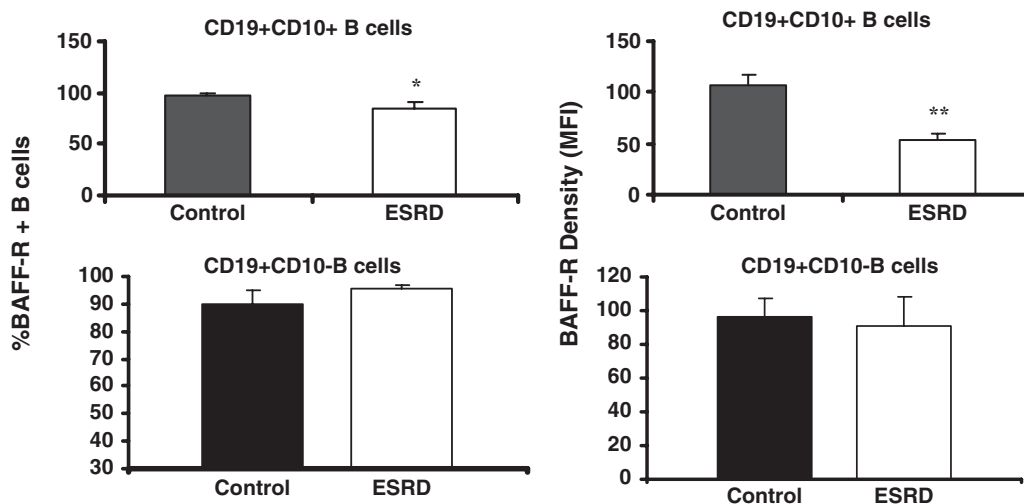 CD19+CD10+ B cells
150
100
50
0
*
Control
ESRD
CD19+CD10+ B cells
150
100
50
0
**
Control
ESRD
%BAFF-R + B cells
BAFF-R Density (MFI)
CD19+CD10-B cells
100
90
80
70
60
50
40
30
Control
ESRD
CD19+CD10-B cells
120
100
80
60
40
20
0
Control
ESRD